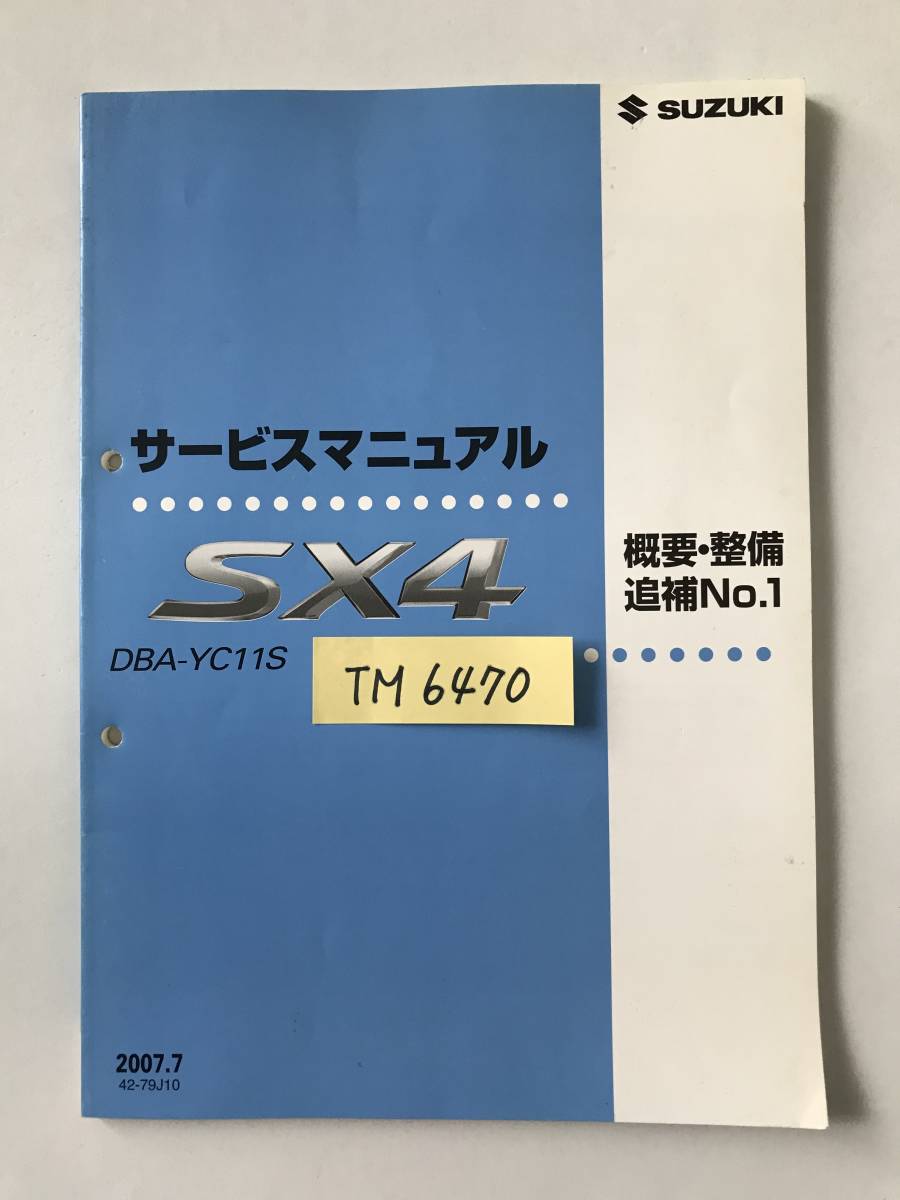 SUZUKI
サービスマニュアル
SX4
概要・整備
追補No.1
DBA-YC11S
TM 6470
2007.7
42-79J10